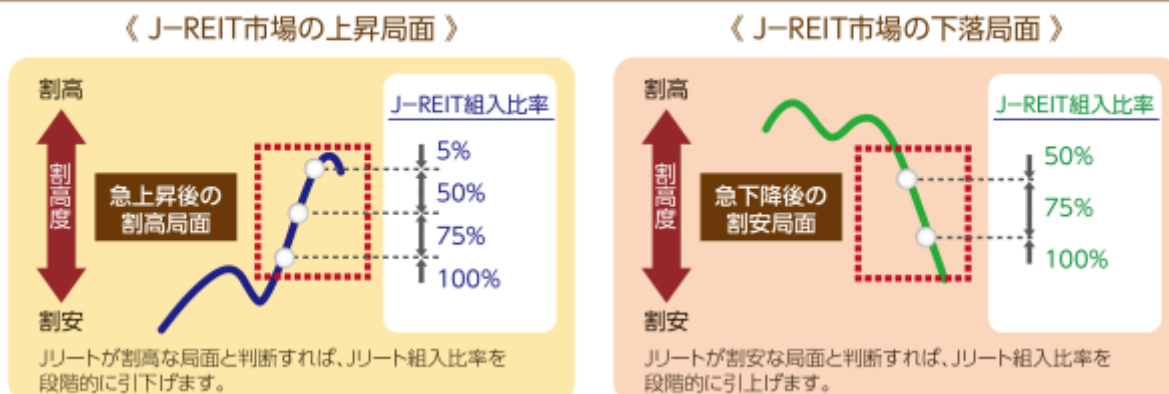 《 J−REIT市場の上昇局面 》
割高
割高度
割安
急上昇後の
割高局面
J−REIT組入比率
5%
50%
75%
100%
Jリートが割高な局面と判断すれば、Jリート組入比率を
段階的に引下げます。
《 J−REIT市場の下落局面 》
割高
割高度
割安
急下降後の
割安局面
J−REIT組入比率
50%
75%
100%
Jリートが割安な局面と判断すれば、Jリート組入比率を
段階的に引上げます。